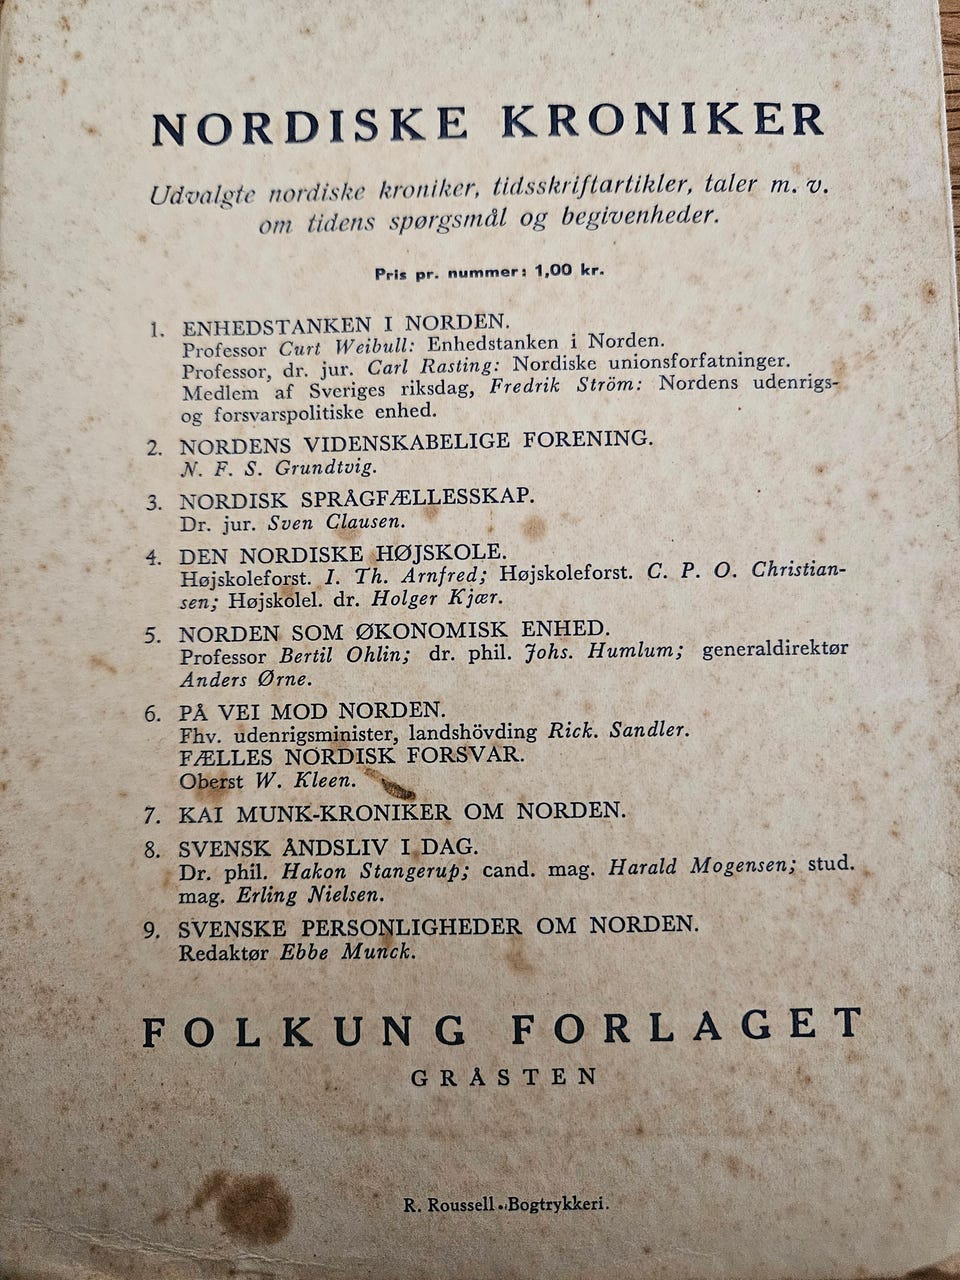 NORDISKE KRONIKER
Udvalgte nordiske kroniker, tidsskriftartikler, taler m. v.
om tidens spørgsmål og begivenheder.
Pris pr. nummer: 1,00 kr.
1. ENHEDSTANKEN I NORDEN.
Professor Curt Weibull: Enhedstanken i Norden.
Professor, dr. jur. Carl Rasting: Nordiske unionsforfatninger.
Medlem af Sveriges riksdag, Fredrik Ström: Nordens udenrigs-
og forsvarspolitiske enhed.
2. NORDENS VIDENSKABELIGE FORENING.
N. F. S. Grundtvig.
3. NORDISK SPRÅGFÆLLESSKAP.
Dr. jur. Sven Clausen.
4. DEN NORDISKE HØJSKOLE.
Højskoleforst. I. Th. Arnfred; Højskoleforst. C. P. O. Christian-
sen; Højskolel. dr. Holger Kjær.
5. NORDEN SOM ØKONOMISK ENHED.
Professor Bertil Ohlin; dr. phil. Johs. Humlum; generaldirektør
Anders Ørne.
6. PÅ VEI MOD NORDEN.
Fhv. udenrigsminister, landshövding Rick. Sandler.
FÆLLES NORDISK FORSVAR.
Oberst W. Kleen.
7. KAI MUNK-KRONIKER OM NORDEN.
8. SVENSK ÅNDSLIV I DAG.
Dr. phil. Hakon Stangerup; cand. mag. Harald Mogensen; stud.
mag. Erling Nielsen.
9. SVENSKE PERSONLIGHEDER OM NORDEN.
Redaktør Ebbe Munck.
FOLKUNG FORLAGET
GRÅSTEN
R. Roussell . Bogtrykkeri.